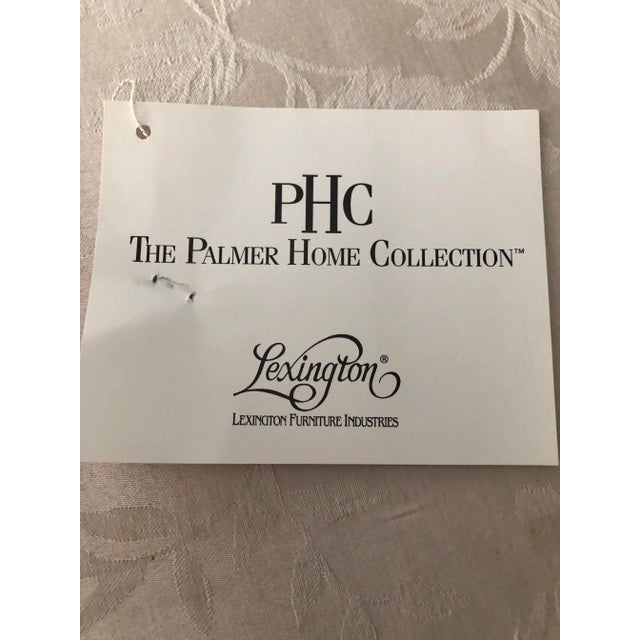 PHC
THE PALMER HOME COLLECTION™
Lexington®
LEXINGTON FURNITURE INDUSTRIES